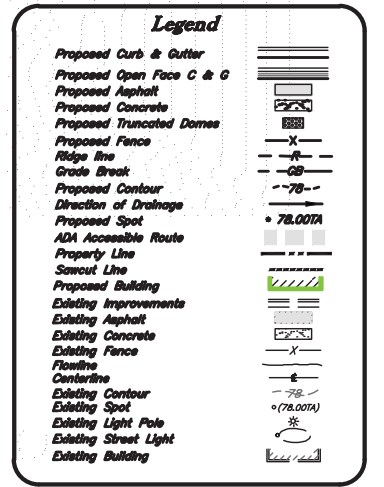 Legend
Proposed Curb & Gutter
Proposed Open Face C & G
Proposed Asphalt
Proposed Concrete
Proposed Truncated Domes
Proposed Fence X
Ridge line R
Grade Break GB
Proposed Contour 78
Direction of Drainage
Proposed Spot 78.00TA
ADA Accessible Route
Property Line
Sawcut Line
Proposed Building
Existing Improvements
Existing Asphalt
Existing Concrete
Existing Fence X
Flowline
Centerline ℄
Existing Contour 78
Existing Spot (78.00TA)
Existing Light Pole
Existing Street Light
Existing Building